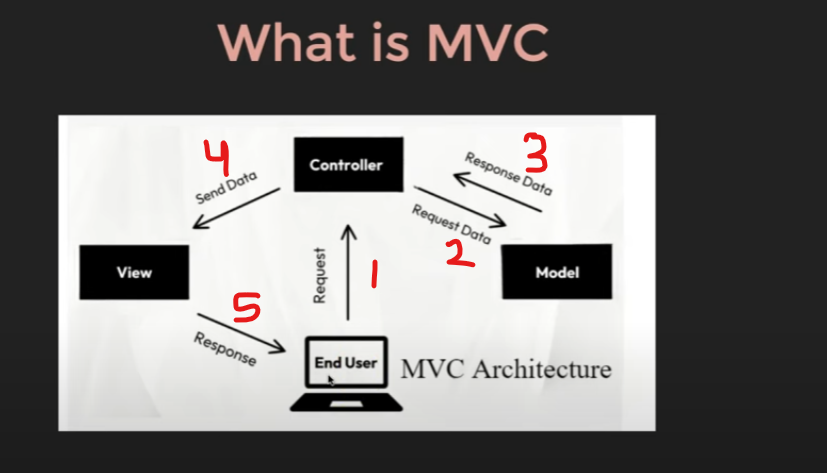 What is MVC
4
Send Data
Controller
3
Response Data
Request Data
2
View
Request
1
Model
5
Response
End User
MVC Architecture